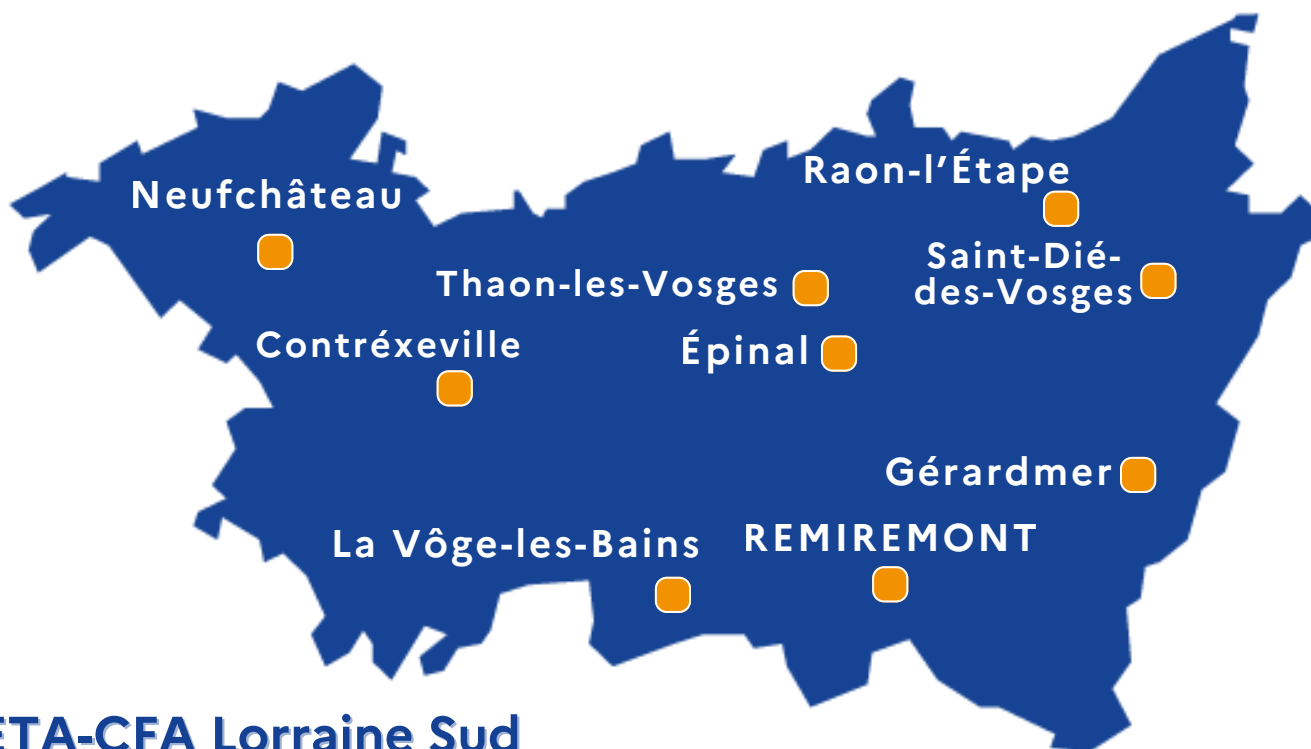 Raon-l'Étape
Neufchâteau
Saint-Dié-
des-Vosges
Thaon-les-Vosges
Contréxeville
Épinal
Gérardmer
REMIREMONT
La Vôge-les-Bains
ETA-CFA Lorraine Sud